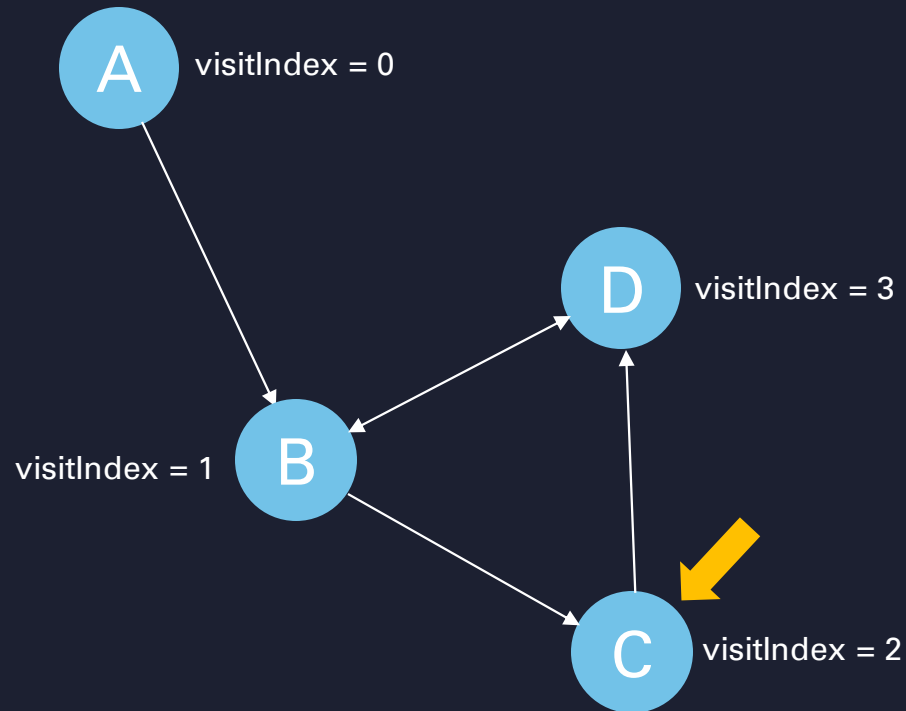 A
visitIndex = 0
D
visitIndex = 3
B
visitIndex = 1
C
visitIndex = 2